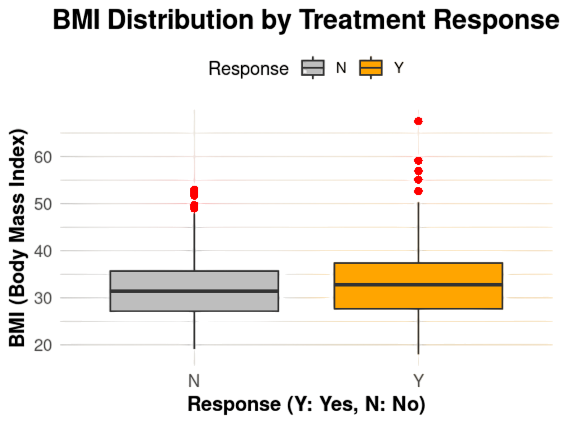 BMI Distribution by Treatment Response
Response N Y
BMI (Body Mass Index)
60
50
40
30
20
N Y
Response (Y: Yes, N: No)